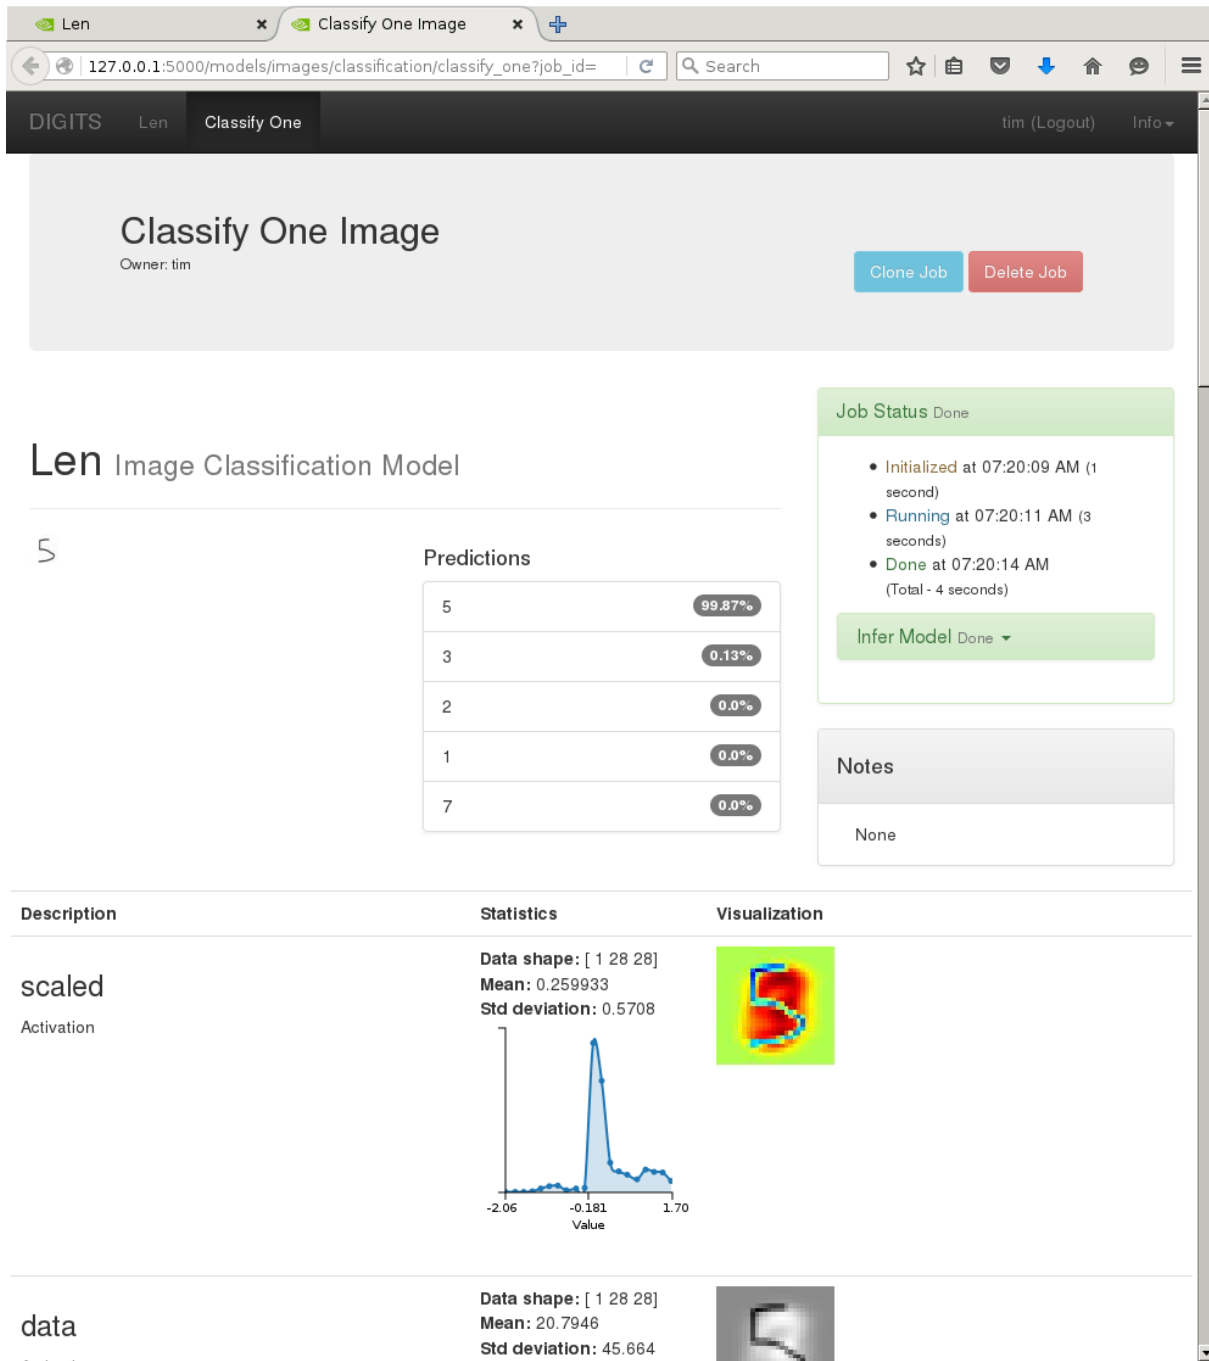 Len
Classify One Image
127.0.0.1:5000/models/images/classification/classify_one?job_id=
Search
DIGITS Len Classify One tim (Logout) Info
Classify One Image
Owner: tim
Clone Job Delete Job
Len Image Classification Model
5
Predictions
5 99.87%
3 0.13%
2 0.0%
1 0.0%
7 0.0%
Job Status Done
Initialized at 07:20:09 AM (1
second)
Running at 07:20:11 AM (3
seconds)
Done at 07:20:14 AM
(Total - 4 seconds)
Infer Model Done
Notes
None
Description Statistics Visualization
scaled
Activation
Data shape: [ 1 28 28]
Mean: 0.259933
Std deviation: 0.5708
-2.06 -0.181 1.70
Value
5
data
Data shape: [ 1 28 28]
Mean: 20.7946
Std deviation: 45.664
5